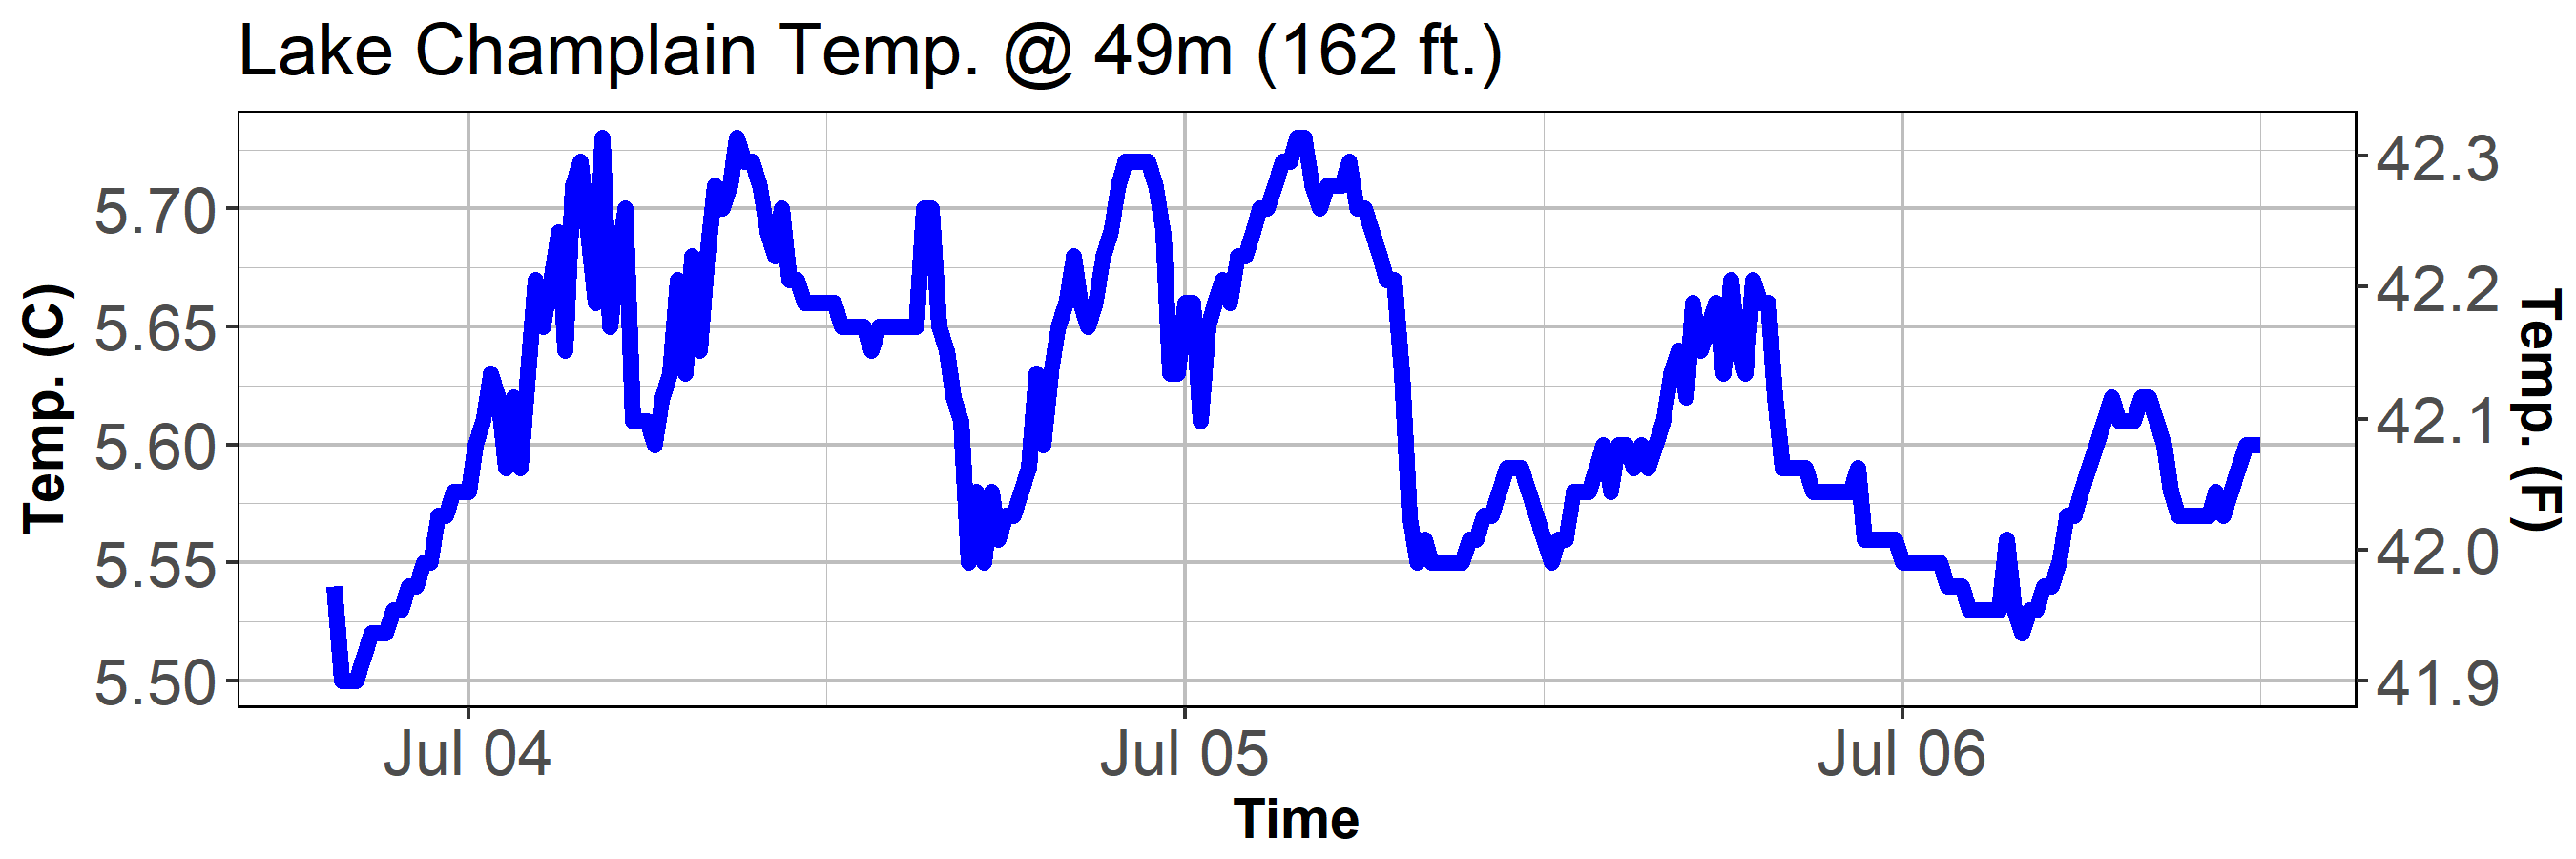 Lake Champlain Temp. @ 49m (162 ft.)
Temp. (C)
5.70
5.65
5.60
5.55
5.50
42.3
42.2
42.1
42.0
41.9
Temp. (F)
Jul 04 Jul 05 Jul 06
Time